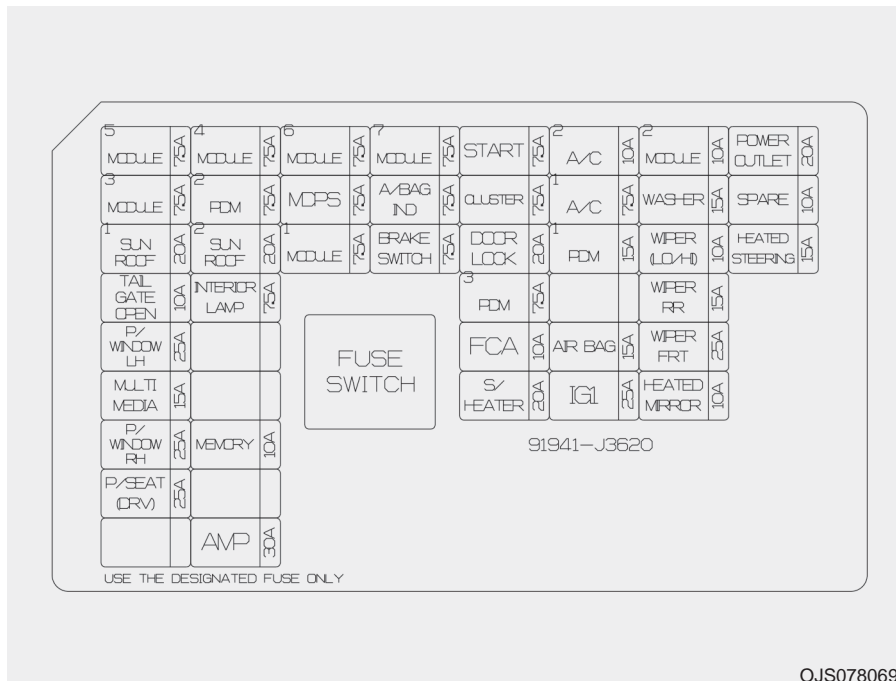 5 MODULE 7.5A 4 MODULE 7.5A 6 MODULE 7.5A 7 MODULE 7.5A START 7.5A 2 A/C 10A 2 MODULE 10A POWER OUTLET 20A
3 MODULE 7.5A 2 PDM 7.5A MDPS 7.5A A/BAG IND 7.5A CLUSTER 7.5A 1 A/C 7.5A WASHER 15A SPARE 10A
1 SUN ROOF 20A 2 SUN ROOF 20A 1 MODULE 7.5A BRAKE SWITCH 7.5A DOOR LOCK 20A 1 PDM 15A WIPER (LO/HI) 10A HEATED STEERING 15A
TAIL GATE OPEN 10A INTERIOR LAMP 7.5A 3 PDM 7.5A WIPER RR 15A
P/WINDOW LH 25A FUSE SWITCH FCA 10A AIR BAG 15A WIPER FRT 25A
MULTI MEDIA 15A S/HEATER 20A IG1 25A HEATED MIRROR 10A
P/WINDOW RH 25A MEMORY 10A 91941-J3620
P/SEAT (DRV) 25A
AMP 30A
USE THE DESIGNATED FUSE ONLY
OJS078069